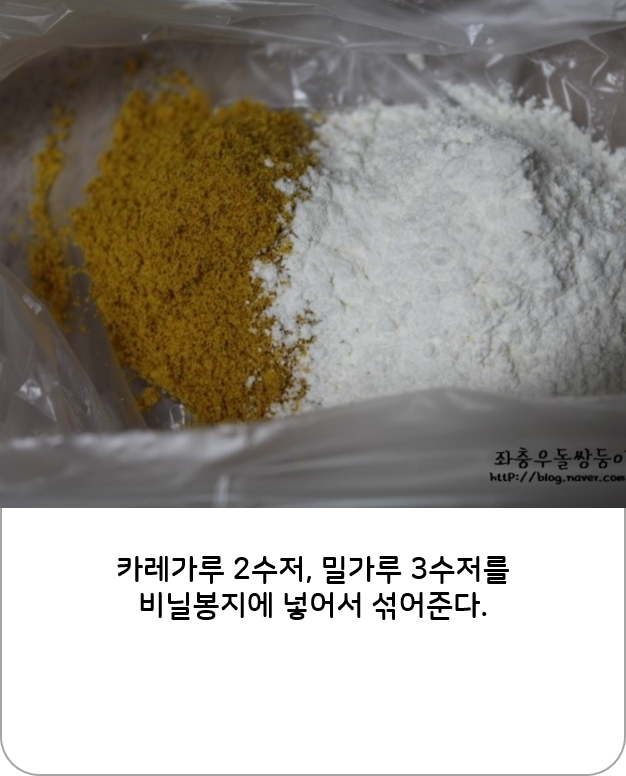 좌충우돌쌍둥이
http://blog.naver.com
카레가루 2수저, 밀가루 3수저를
비닐봉지에 넣어서 섞어준다.